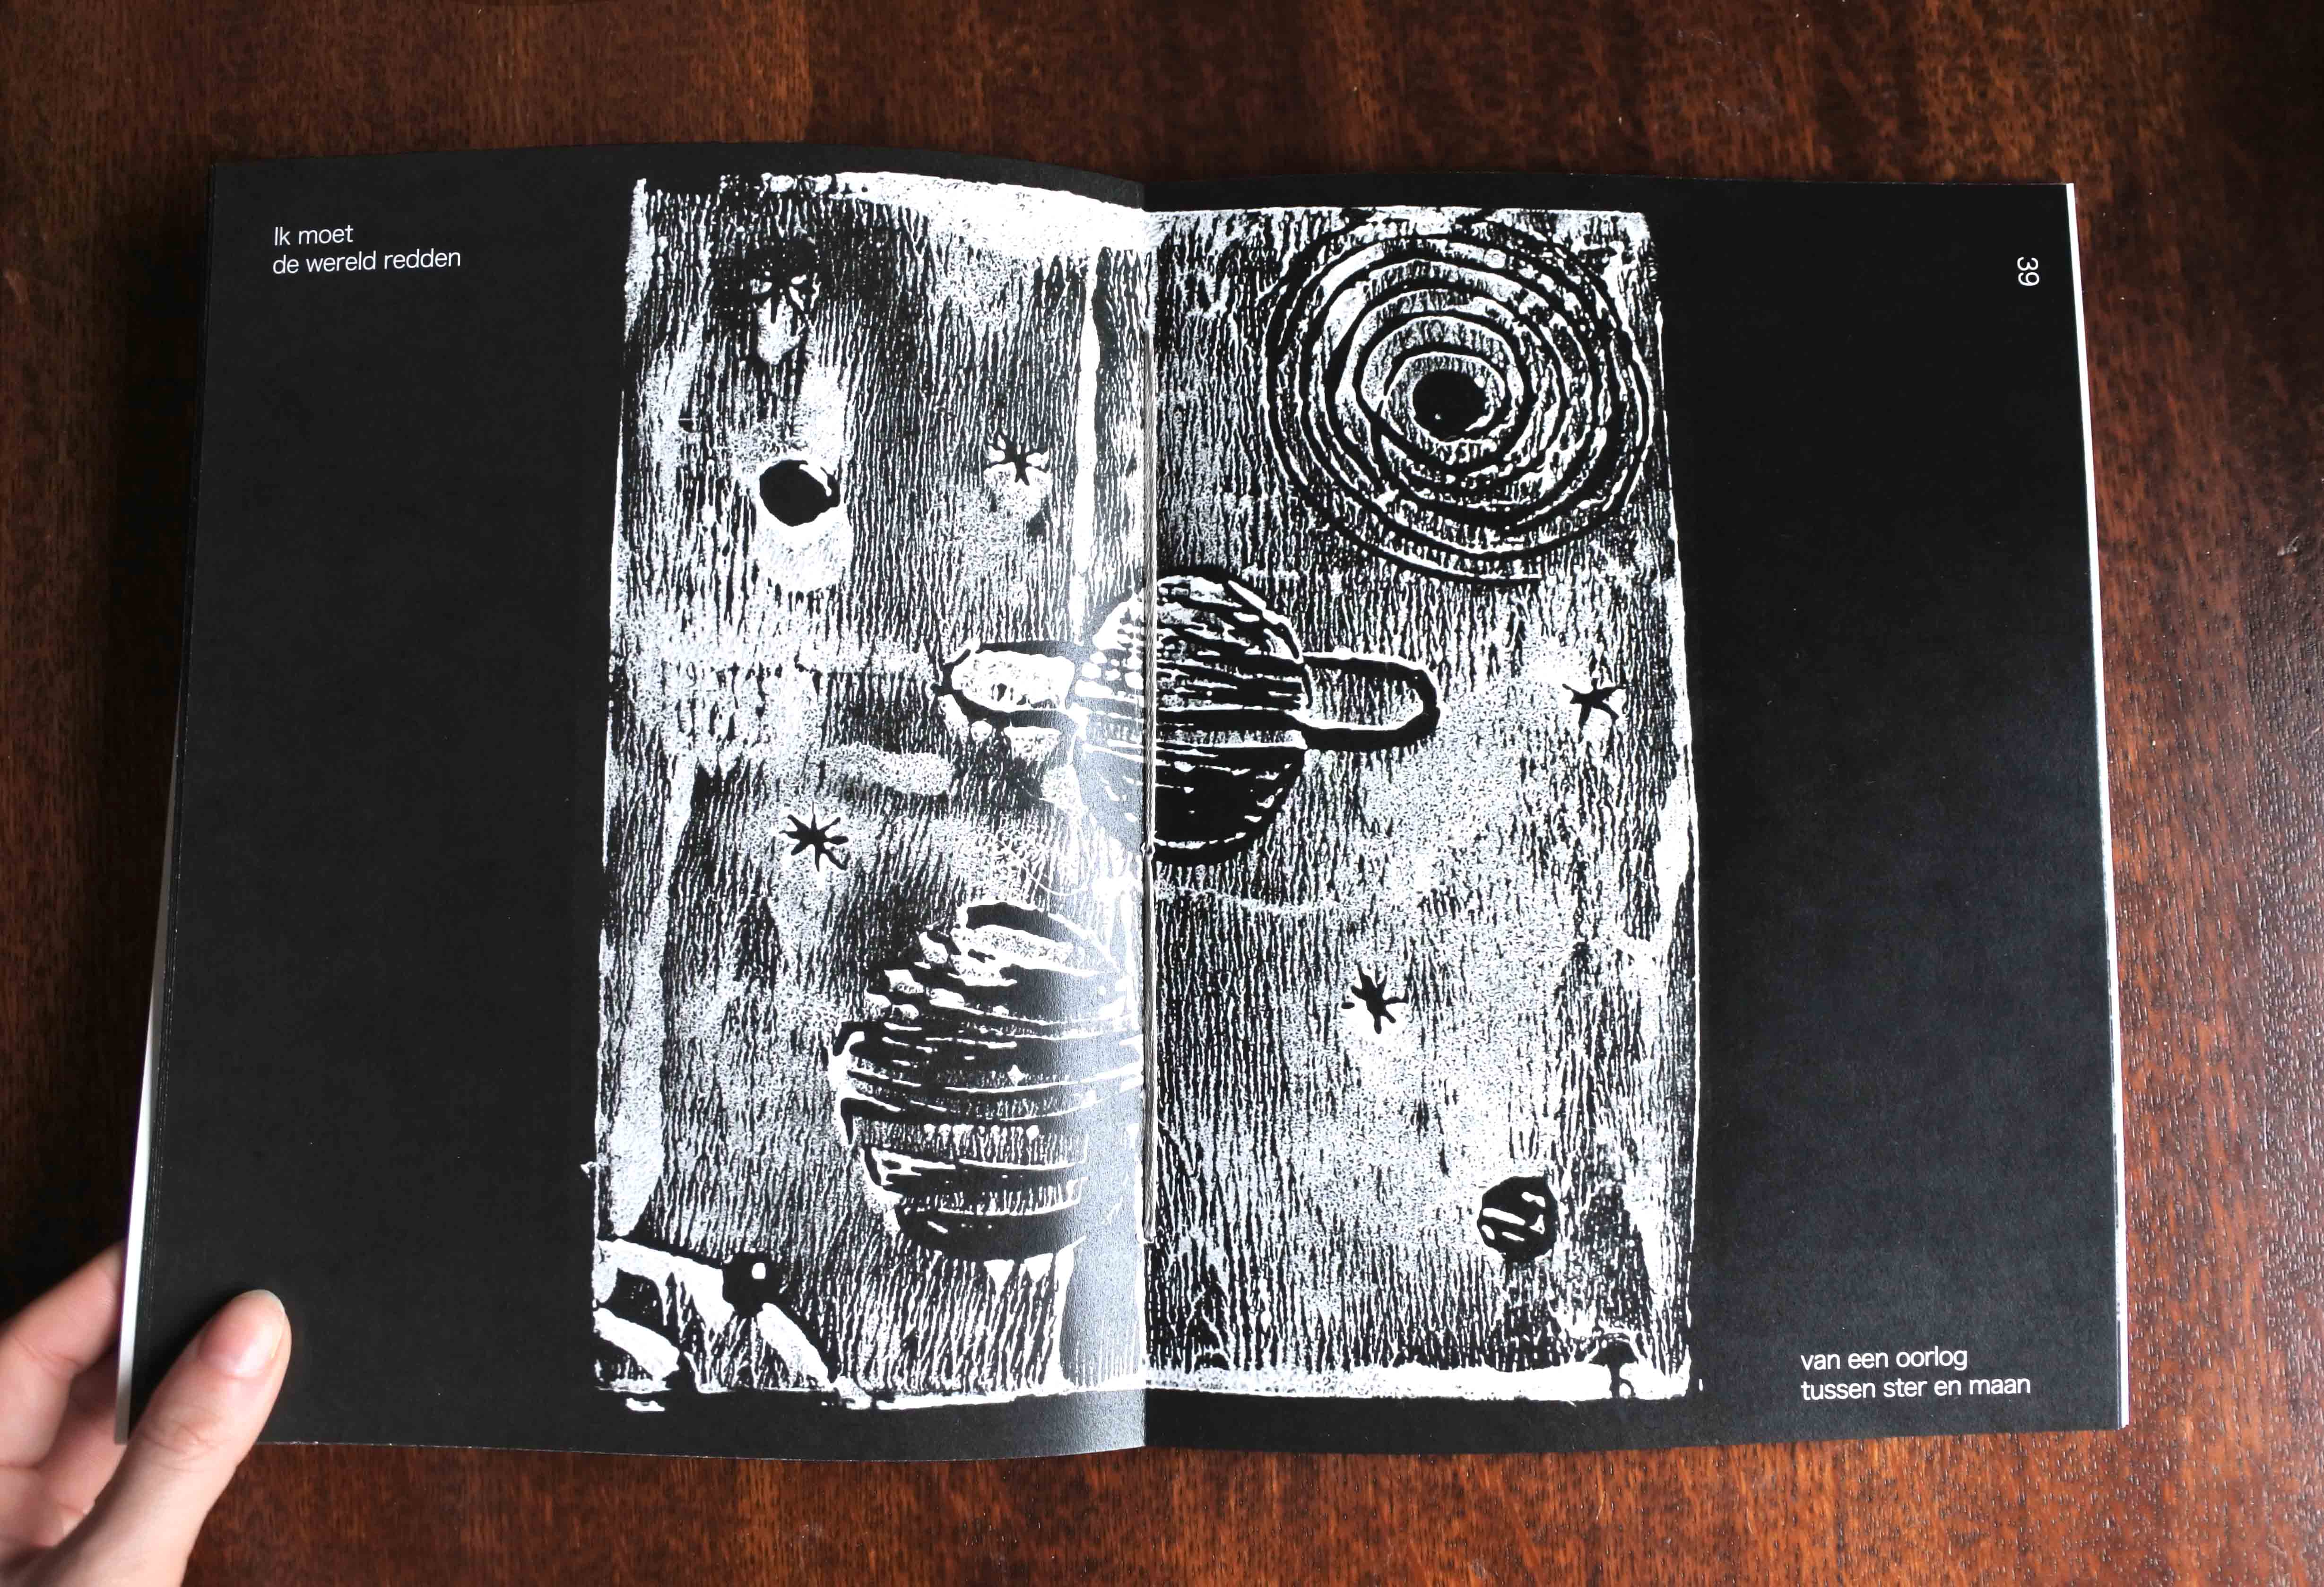 Ik moet
de wereld redden
39
van een oorlog
tussen ster en maan